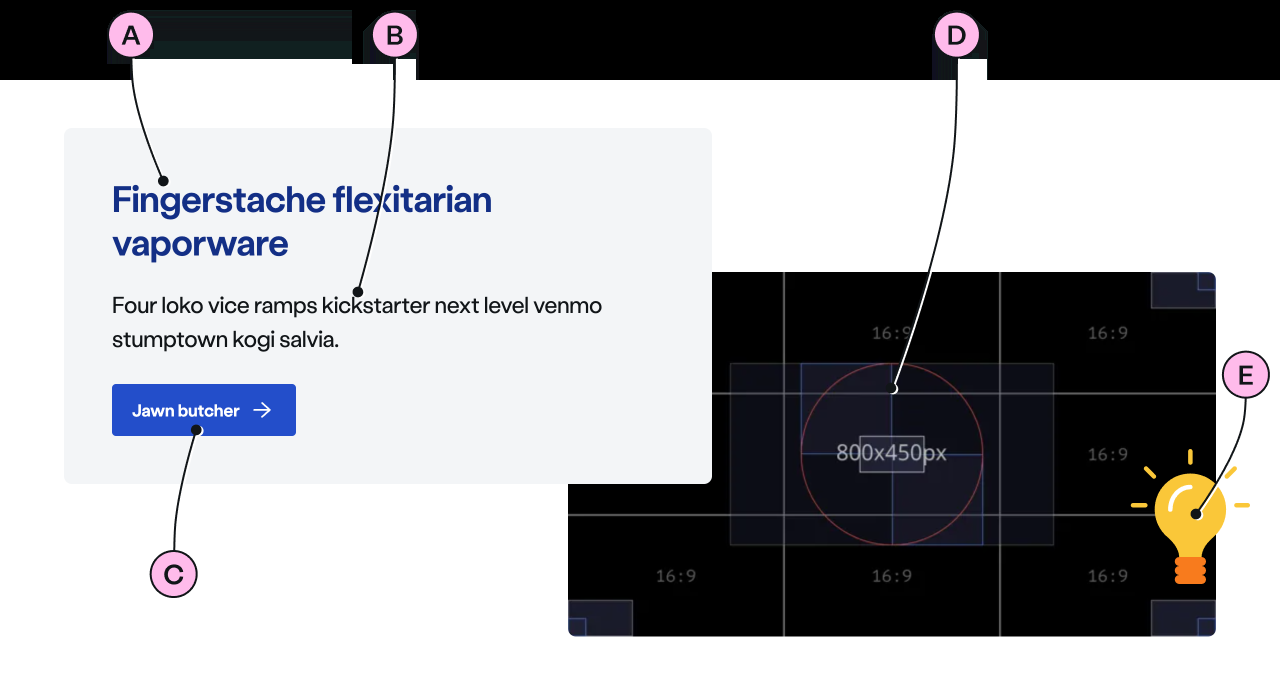 A
B
D
Fingerstache flexitarian
vaporware
Four loko vice ramps kickstarter next level venmo
stumptown kogi salvia.
16:9
16:9
E
Jawn butcher
800x450px
16:9
C
16:9
16:9
16:9